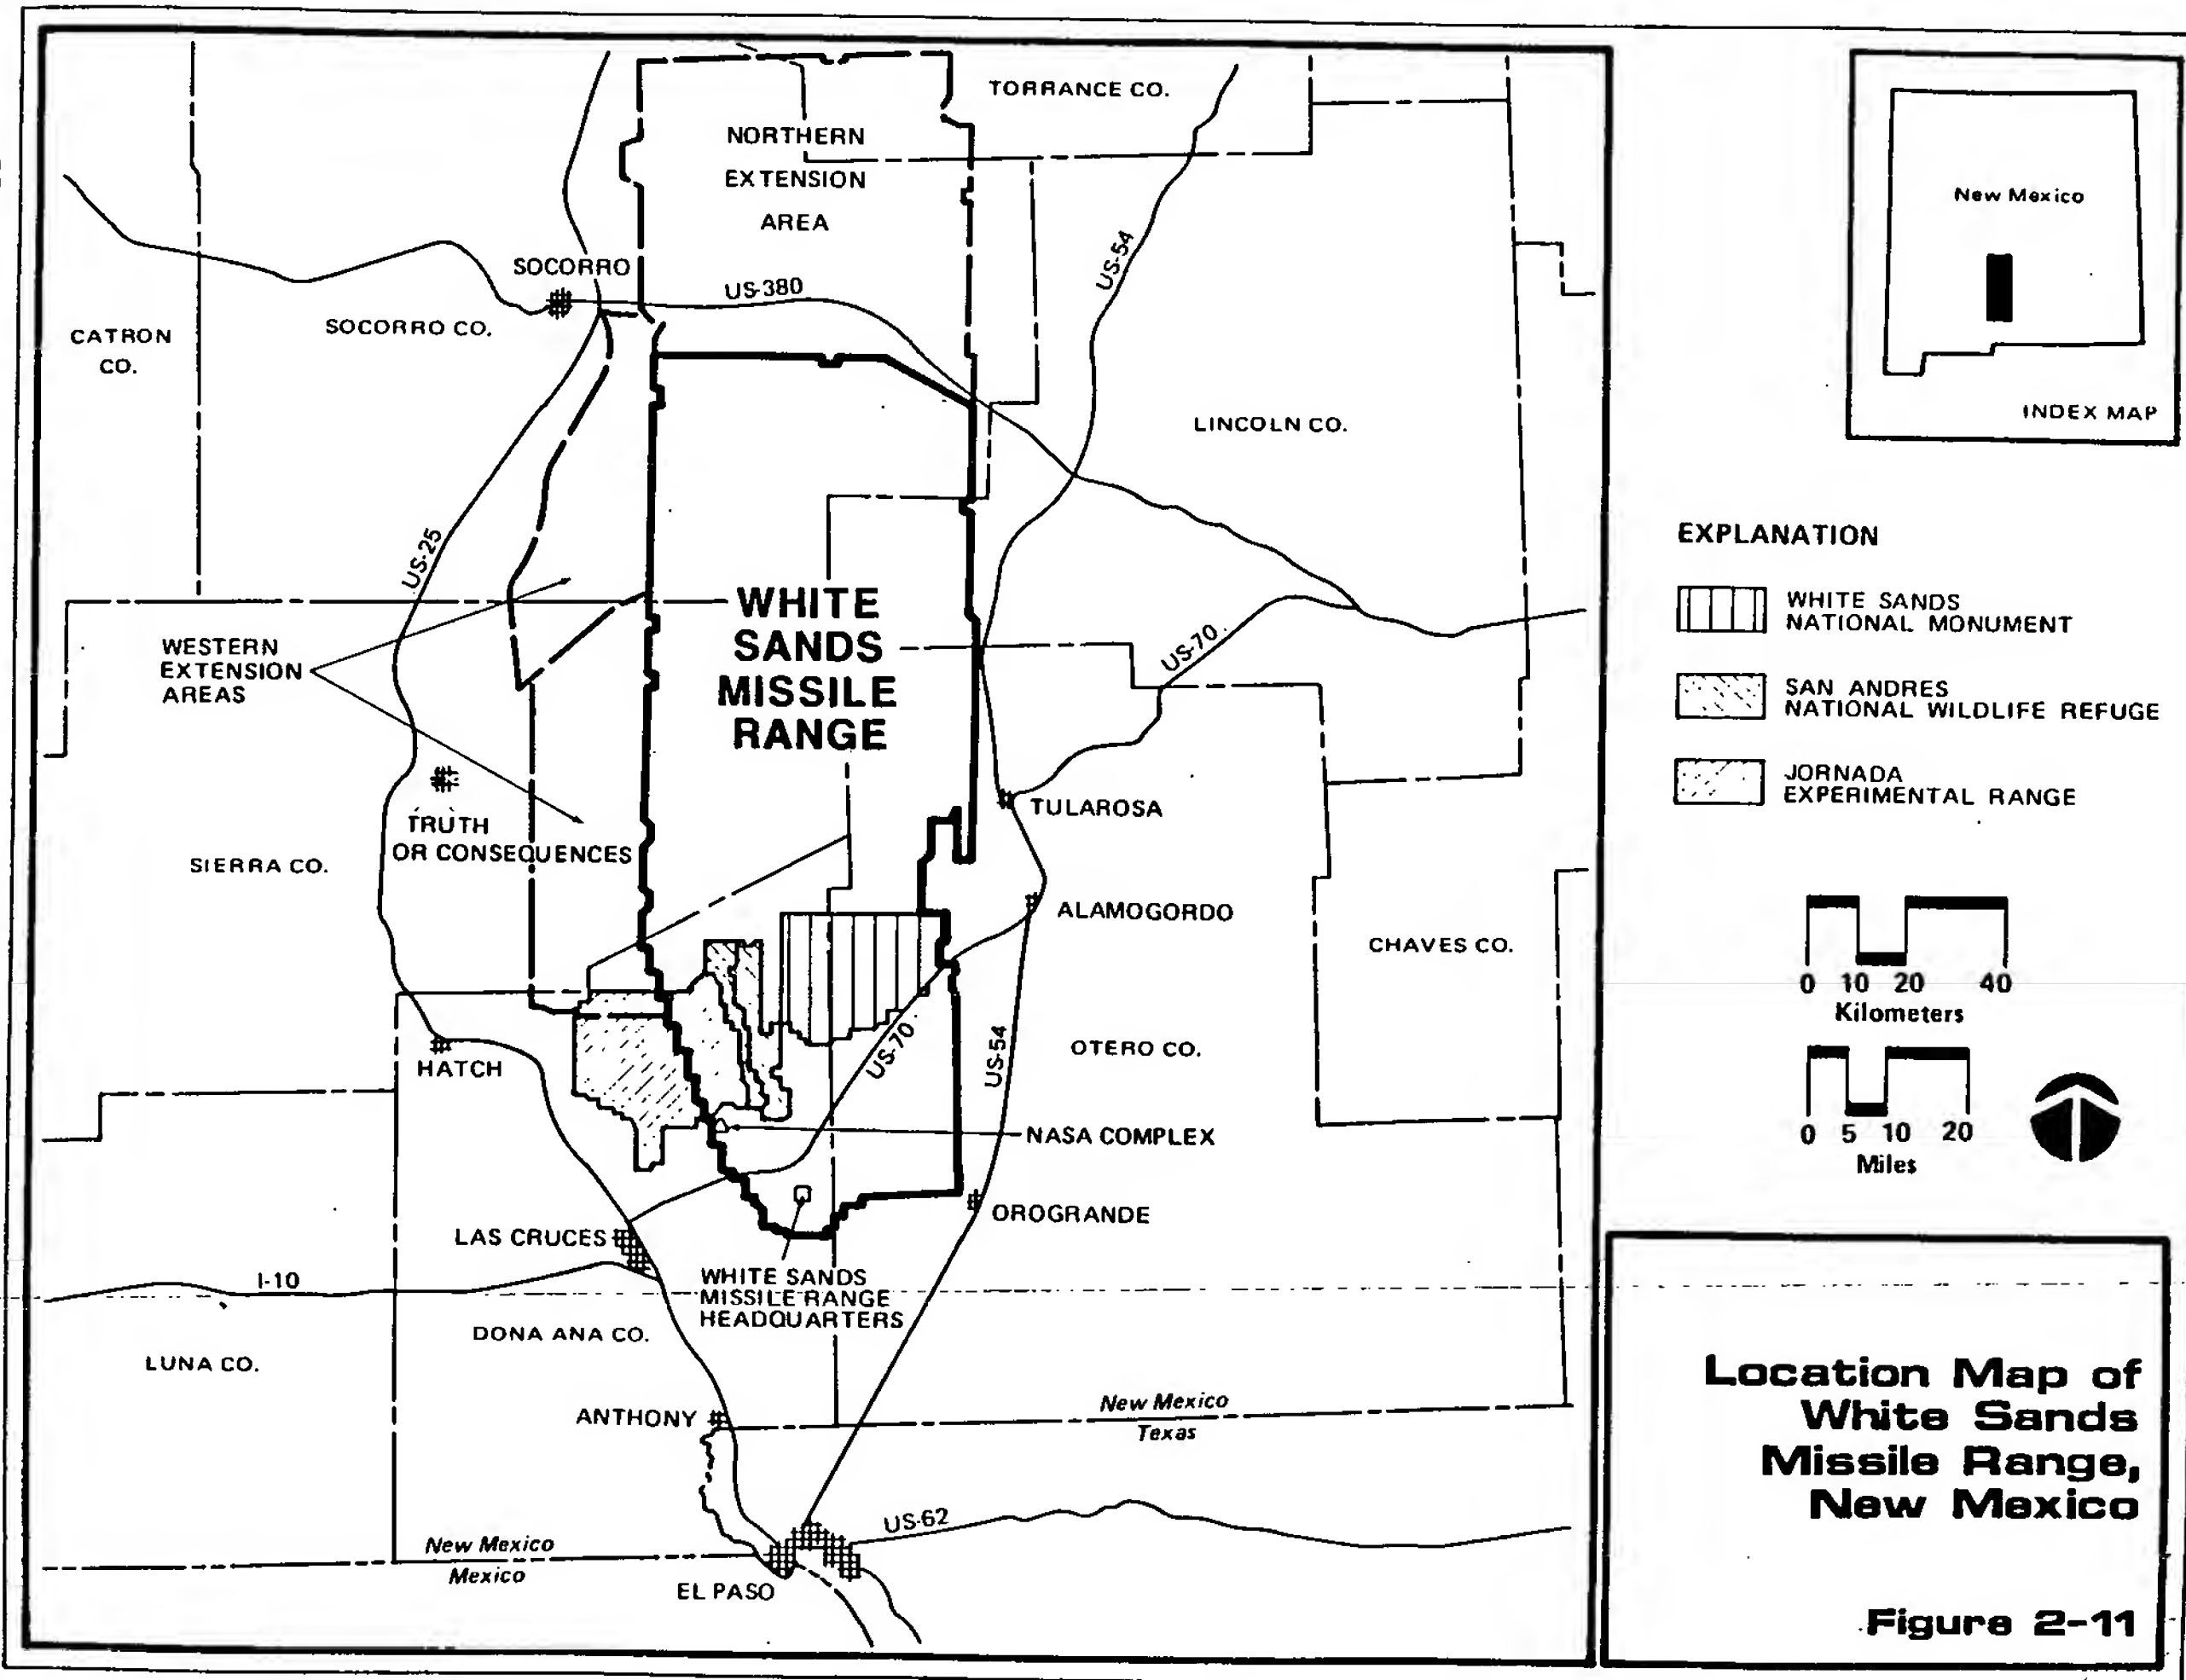 TORRANCE CO.
NORTHERN
EXTENSION
AREA
US-54
SOCORRO
US-380
CATRON
CO.
SOCORRO CO.
LINCOLN CO.
US-25
WHITE
SANDS
MISSILE
RANGE
WESTERN
EXTENSION
AREAS
US-70
TRUTH
OR CONSEQUENCES
TULAROSA
SIERRA CO.
ALAMOGORDO
CHAVES CO.
HATCH
US-70
US-54
OTERO CO.
NASA COMPLEX
OROGRANDE
LAS CRUCES
I-10
WHITE SANDS
MISSILE RANGE
HEADQUARTERS
DONA ANA CO.
LUNA CO.
ANTHONY
New Mexico
Texas
US-62
New Mexico
Mexico
EL PASO
New Mexico
INDEX MAP
EXPLANATION
WHITE SANDS
NATIONAL MONUMENT
SAN ANDRES
NATIONAL WILDLIFE REFUGE
JORNADA
EXPERIMENTAL RANGE
0 10 20 40
Kilometers
0 5 10 20
Miles
Location Map of
White Sands
Missile Range,
New Mexico
Figure 2-11